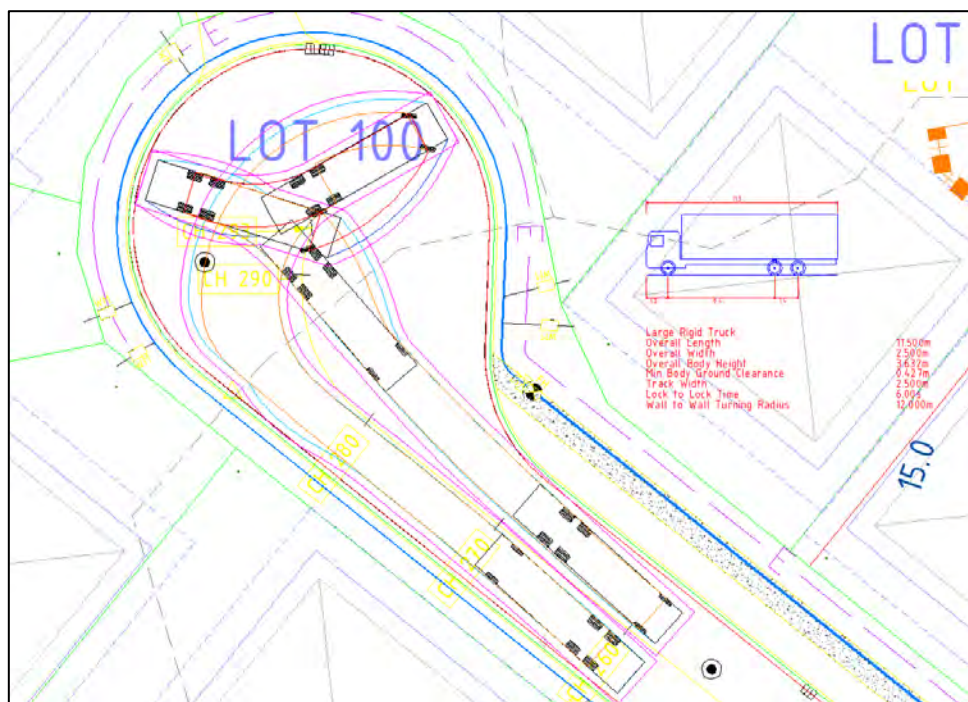 LOT
LOT
E
LOT 100
E
CH 290
Large Rigid Truck
Overall Length 11.500m
Overall Width 2.500m
Overall Body Height 3.632m
Min Body Ground Clearance 0.427m
Track Width 2.500m
Lock to Lock Time 6.00s
Wall to Wall Turning Radius 12.000m
CH 280
15.0
CH 270
CH 260